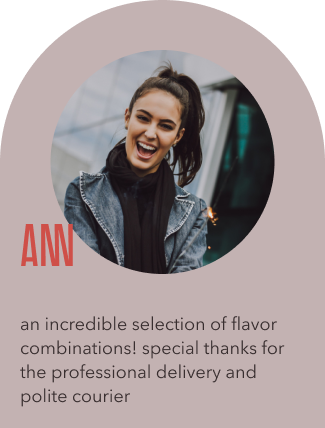 ANN
an incredible selection of flavor
combinations! special thanks for
the professional delivery and
polite courier